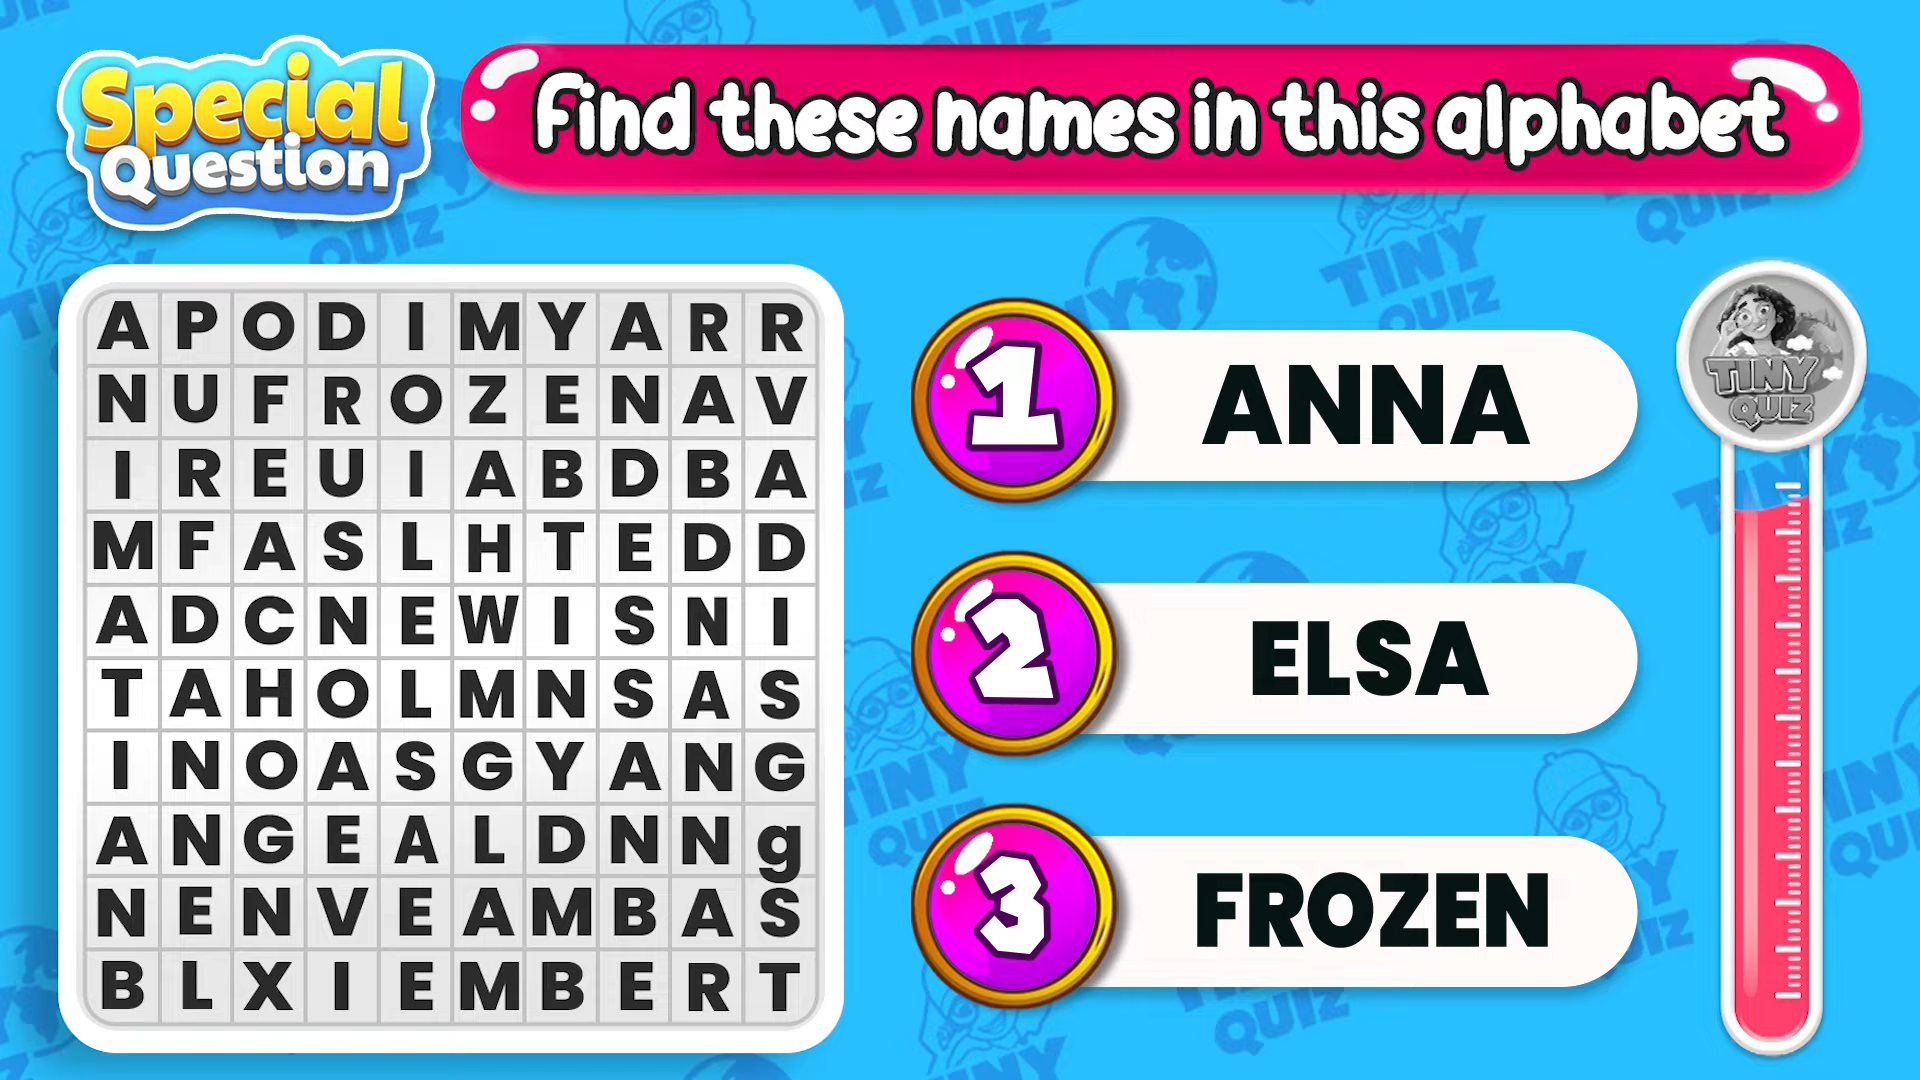 Special
Question
Find these names in this alphabet
A P O D I M Y A R R
N U F R O Z E N A V
I R E U I A B D B A
M F A S L H T E D D
A D C N E W I S N I
T A H O L M N S A S
I N O A S G Y A N G
A N G E A L D N N g
N E N V E A M B A S
B L X I E M B E R T
1 ANNA
2 ELSA
3 FROZEN
TINY
QUIZ